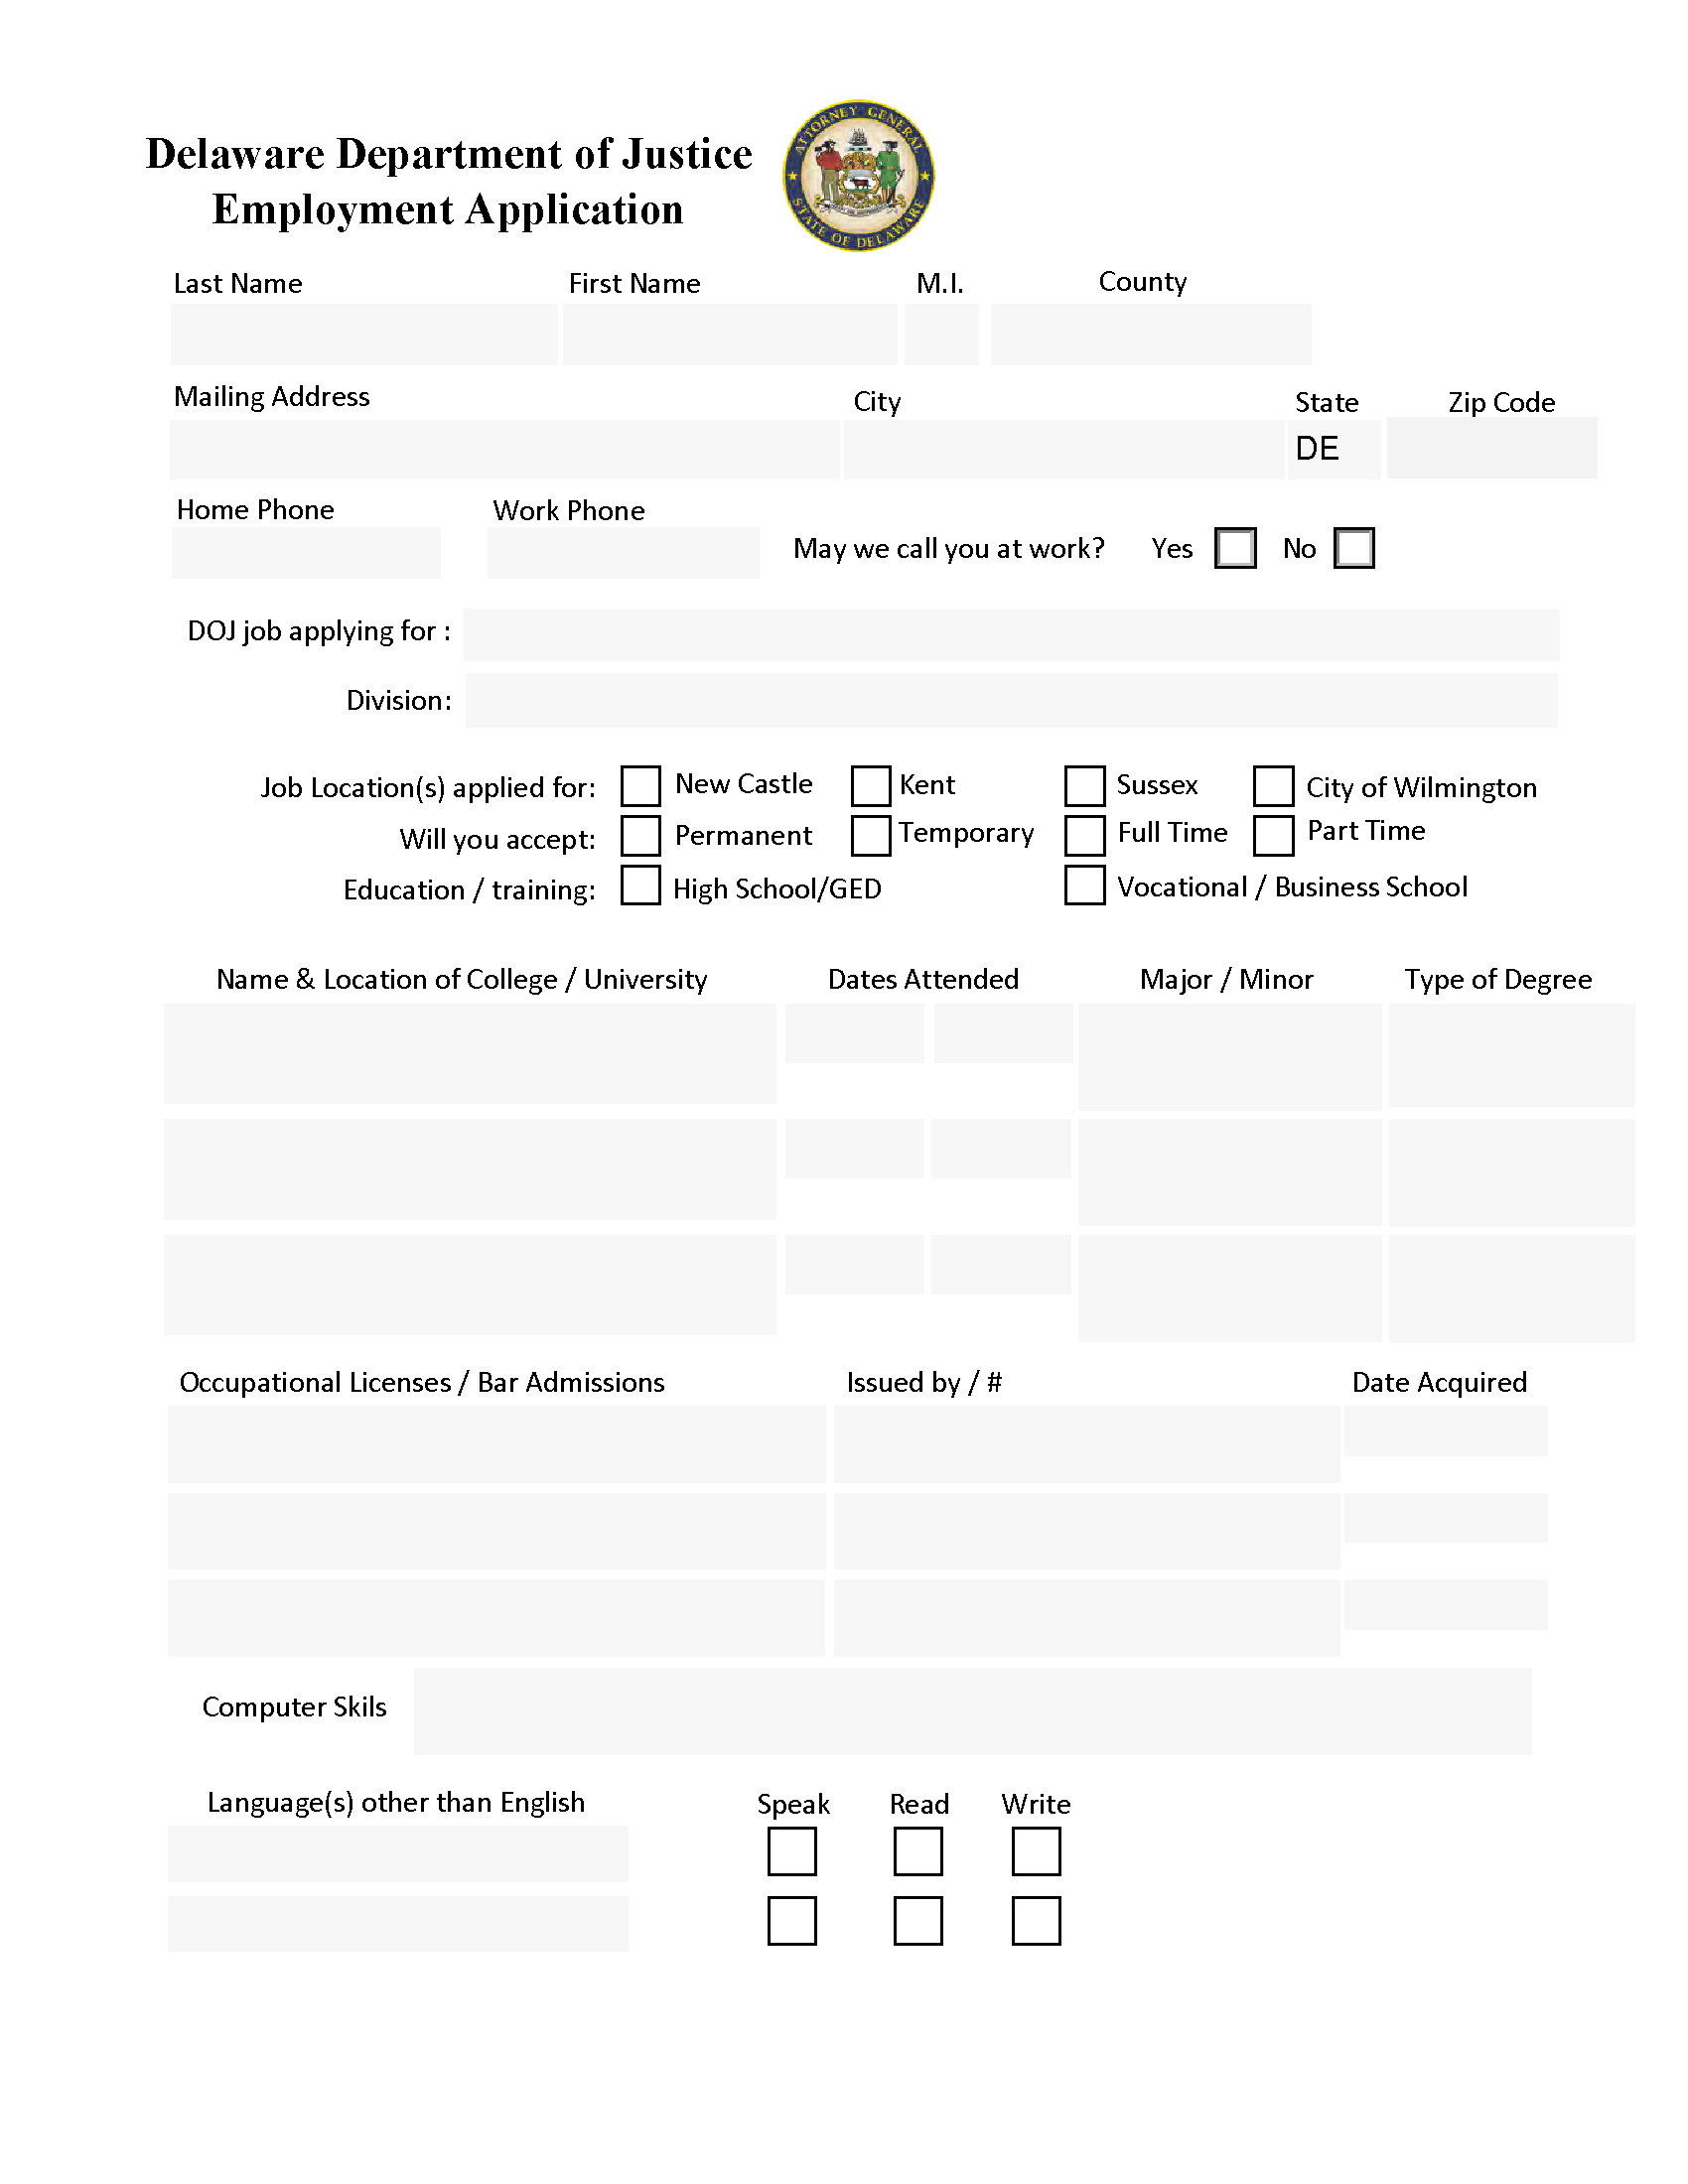 Delaware Department of Justice
Employment Application
ATTORNEY GENERAL
STATE OF DELAWARE
Last Name First Name M.I. County
Mailing Address City State Zip Code
DE
Home Phone Work Phone
May we call you at work? Yes No
DOJ job applying for :
Division:
Job Location(s) applied for: New Castle Kent Sussex City of Wilmington
Will you accept: Permanent Temporary Full Time Part Time
Education / training: High School/GED Vocational / Business School
Name & Location of College / University Dates Attended Major / Minor Type of Degree
Occupational Licenses / Bar Admissions Issued by / # Date Acquired
Computer Skils
Language(s) other than English Speak Read Write